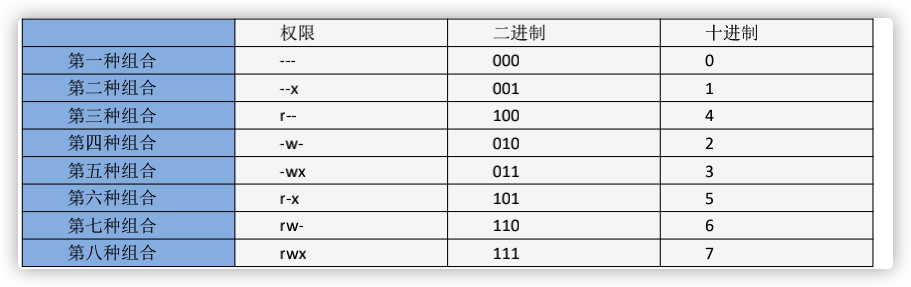 权限 二进制 十进制
第一种组合 --- 000 0
第二种组合 --x 001 1
第三种组合 r-- 100 4
第四种组合 -w- 010 2
第五种组合 -wx 011 3
第六种组合 r-x 101 5
第七种组合 rw- 110 6
第八种组合 rwx 111 7